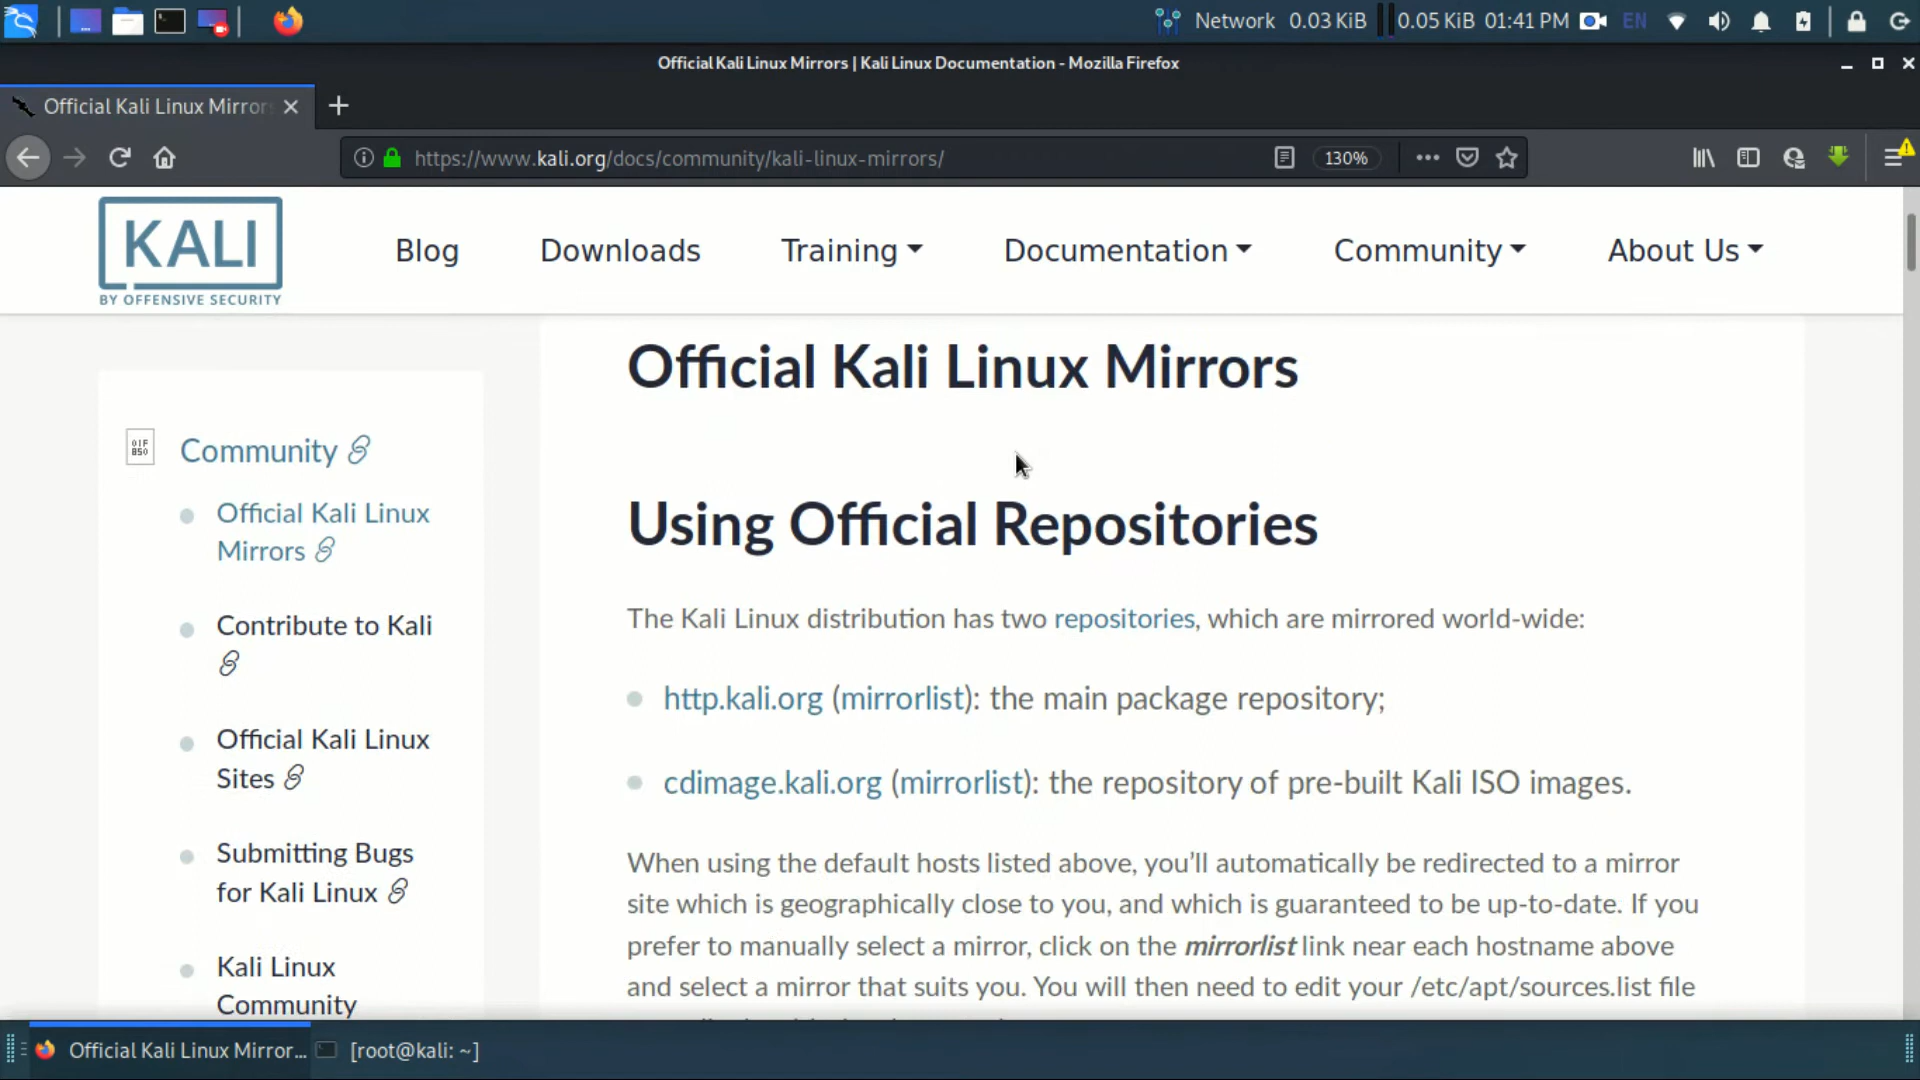 Network 0.03 KiB 0.05 KiB 01:41 PM EN
Official Kali Linux Mirrors | Kali Linux Documentation - Mozilla Firefox
Official Kali Linux Mirror
https://www.kali.org/docs/community/kali-linux-mirrors/
130%
KALI
BY OFFENSIVE SECURITY
Blog
Downloads
Training
Documentation
Community
About Us
Official Kali Linux Mirrors
Community
Official Kali Linux
Mirrors
Contribute to Kali
Official Kali Linux
Sites
Submitting Bugs
for Kali Linux
Kali Linux
Community
Using Official Repositories
The Kali Linux distribution has two repositories, which are mirrored world-wide:
http.kali.org (mirrorlist): the main package repository;
cdimage.kali.org (mirrorlist): the repository of pre-built Kali ISO images.
When using the default hosts listed above, you’ll automatically be redirected to a mirror
site which is geographically close to you, and which is guaranteed to be up-to-date. If you
prefer to manually select a mirror, click on the mirrorlist link near each hostname above
and select a mirror that suits you. You will then need to edit your /etc/apt/sources.list file
Official Kali Linux Mirror...
[root@kali: ~]